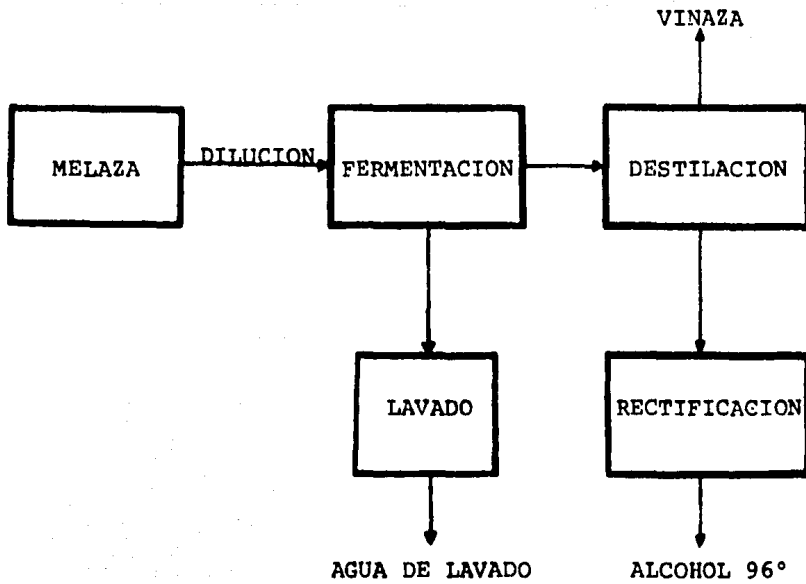 VINAZA
MELAZA
DILUCION
FERMENTACION
DESTILACION
LAVADO
RECTIFICACION
AGUA DE LAVADO
ALCOHOL 96°